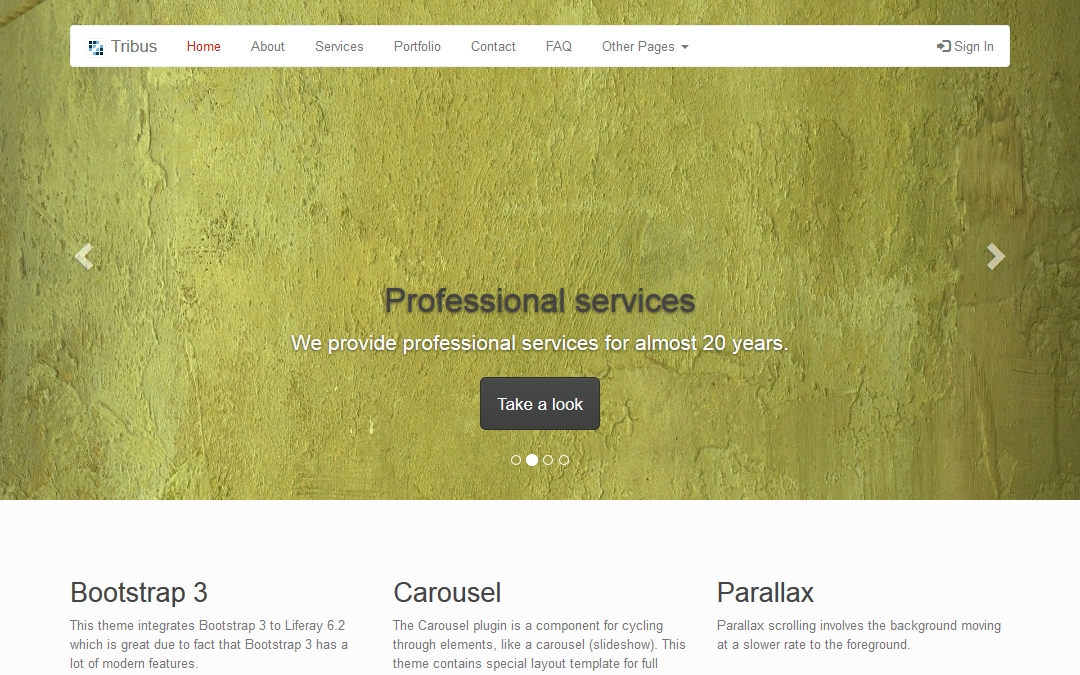 Tribus Home About Services Portfolio Contact FAQ Other Pages Sign In
Professional services
We provide professional services for almost 20 years.
Take a look
Bootstrap 3
This theme integrates Bootstrap 3 to Liferay 6.2
which is great due to fact that Bootstrap 3 has a
lot of modern features.
Carousel
The Carousel plugin is a component for cycling
through elements, like a carousel (slideshow). This
theme contains special layout template for full
Parallax
Parallax scrolling involves the background moving
at a slower rate to the foreground.